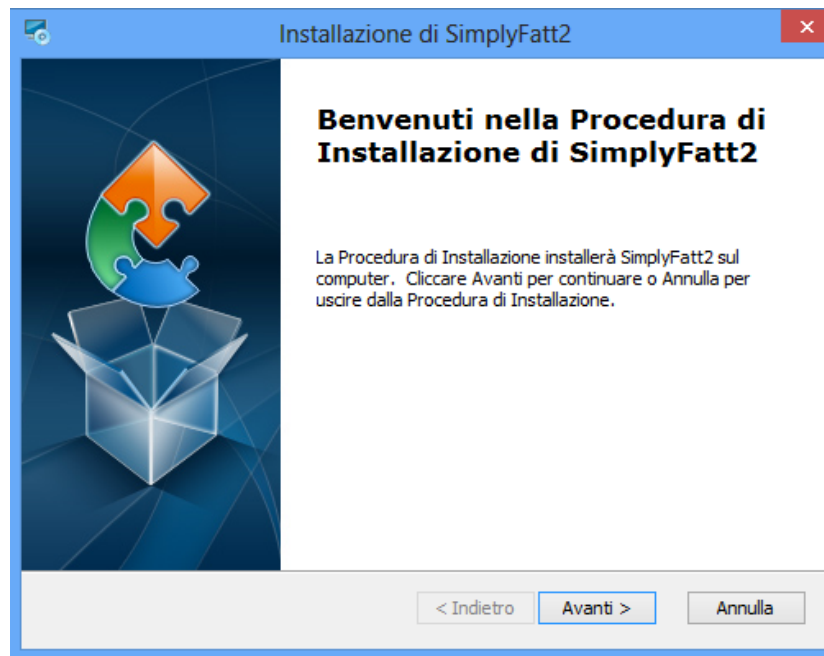 Installazione di SimplyFatt2
Benvenuti nella Procedura di
Installazione di SimplyFatt2
La Procedura di Installazione installerà SimplyFatt2 sul
computer.  Cliccare Avanti per continuare o Annulla per
uscire dalla Procedura di Installazione.
< Indietro
Avanti >
Annulla